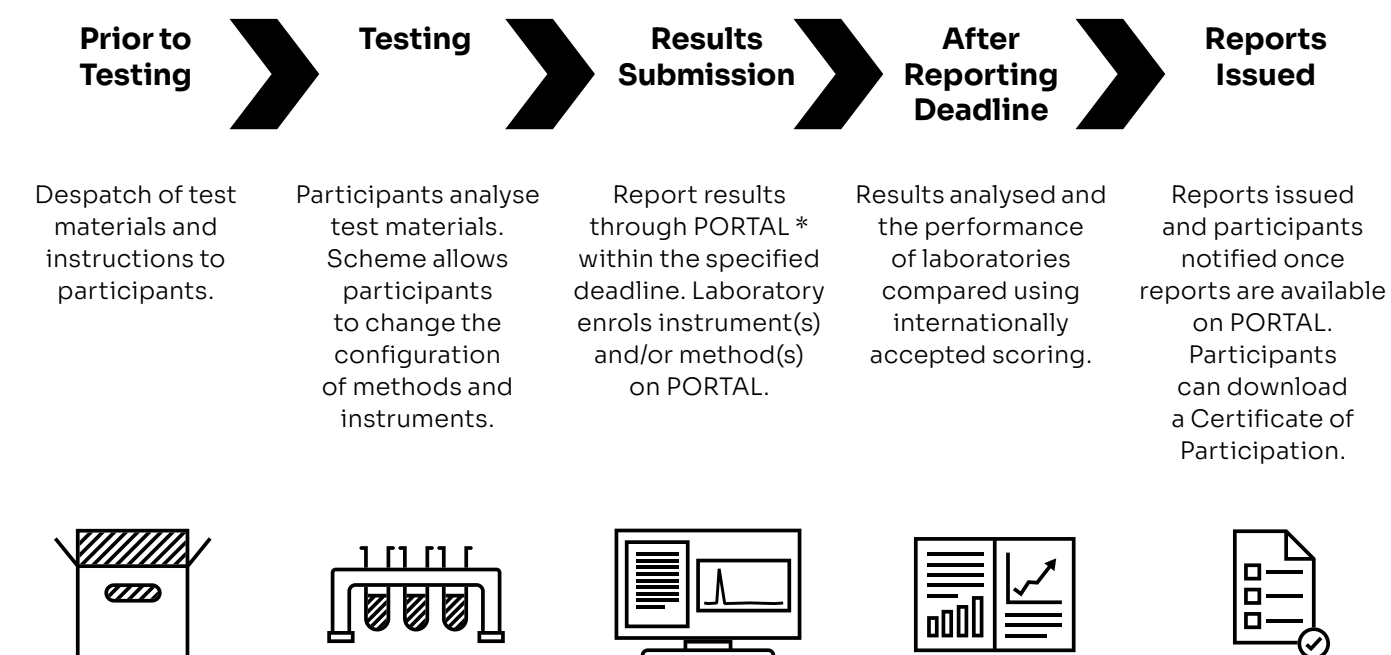 Prior to
Testing
Testing
Results
Submission
After
Reporting
Deadline
Reports
Issued
Despatch of test
materials and
instructions to
participants.
Participants analyse
test materials.
Scheme allows
participants
to change the
configuration
of methods and
instruments.
Report results
through PORTAL *
within the specified
deadline. Laboratory
enrols instrument(s)
and/or method(s)
on PORTAL.
Results analysed and
the performance
of laboratories
compared using
internationally
accepted scoring.
Reports issued
and participants
notified once
reports are available
on PORTAL.
Participants
can download
a Certificate of
Participation.